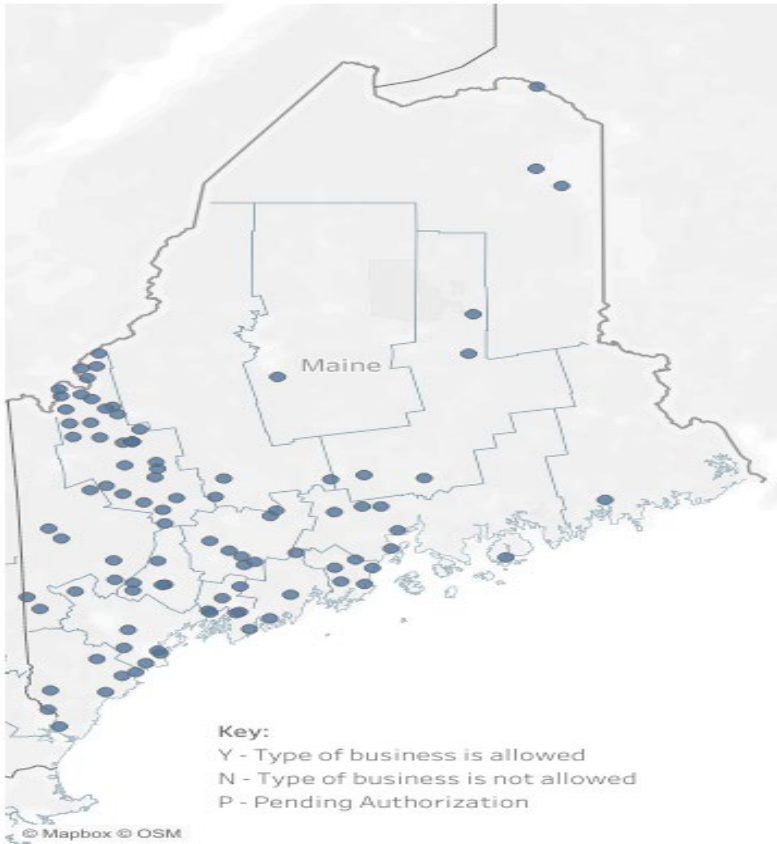 Maine
Key:
Y - Type of business is allowed
N - Type of business is not allowed
P - Pending Authorization
© Mapbox © OSM